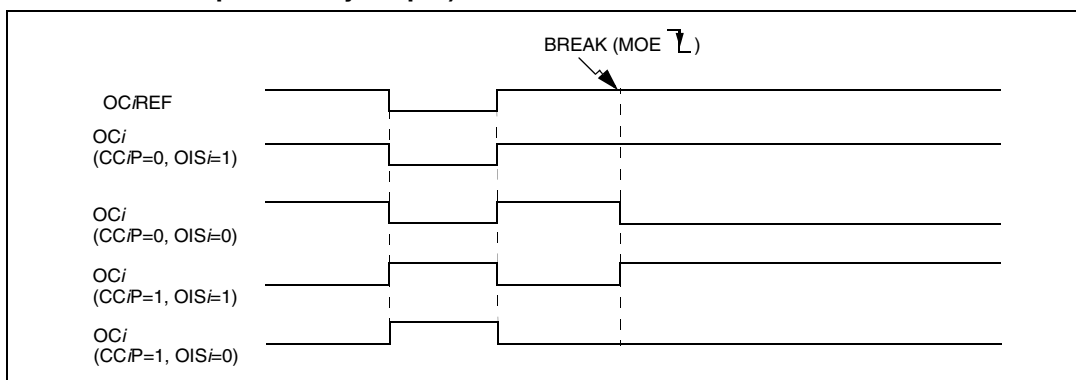 BREAK (MOE )
OCiREF
OCi
(CCiP=0, OISi=1)
OCi
(CCiP=0, OISi=0)
OCi
(CCiP=1, OISi=1)
OCi
(CCiP=1, OISi=0)